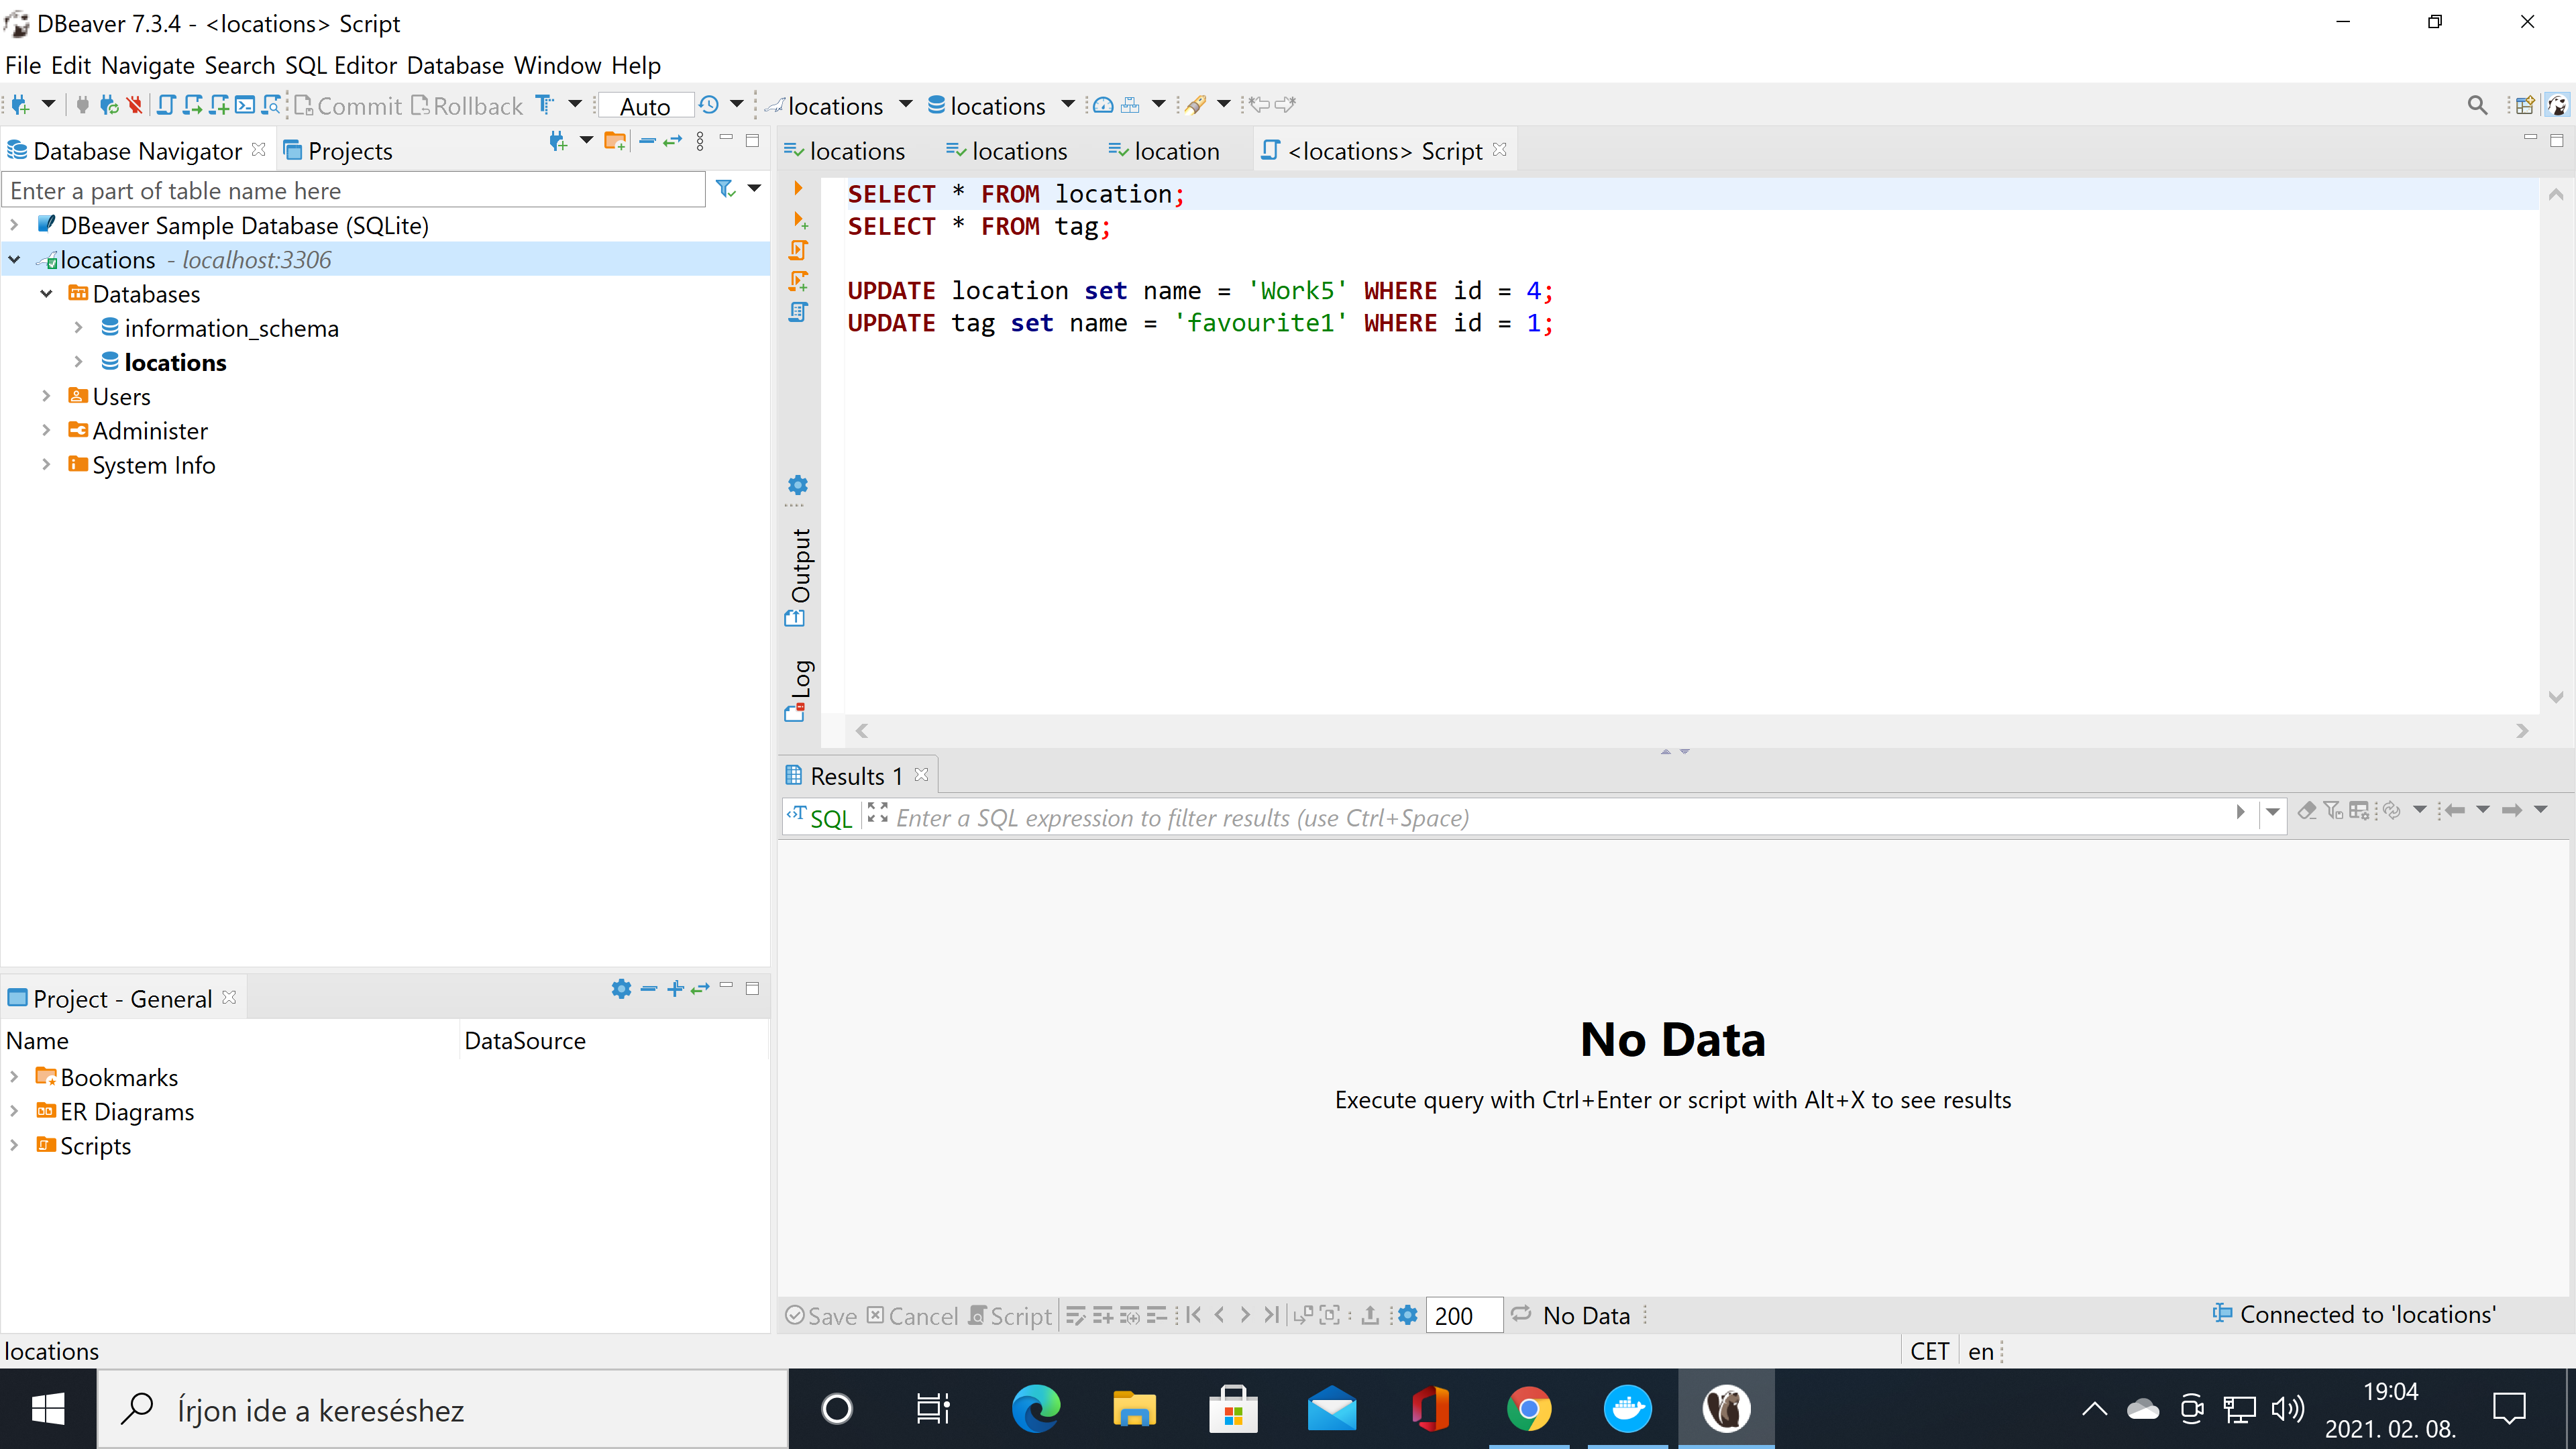 DBeaver 7.3.4 - <locations> Script
File Edit Navigate Search SQL Editor Database Window Help
Commit Rollback Auto locations locations
Database Navigator Projects
Enter a part of table name here
DBeaver Sample Database (SQLite)
locations - localhost:3306
Databases
information_schema
locations
Users
Administer
System Info
Project - General
Name DataSource
Bookmarks
ER Diagrams
Scripts
locations locations location <locations> Script
SELECT * FROM location;
SELECT * FROM tag;
UPDATE location set name = 'Work5' WHERE id = 4;
UPDATE tag set name = 'favourite1' WHERE id = 1;
Output
Log
Results 1
SQL Enter a SQL expression to filter results (use Ctrl+Space)
No Data
Execute query with Ctrl+Enter or script with Alt+X to see results
Save Cancel Script 200 No Data Connected to 'locations'
locations CET en
Írjon ide a kereséshez
19:04
2021. 02. 08.